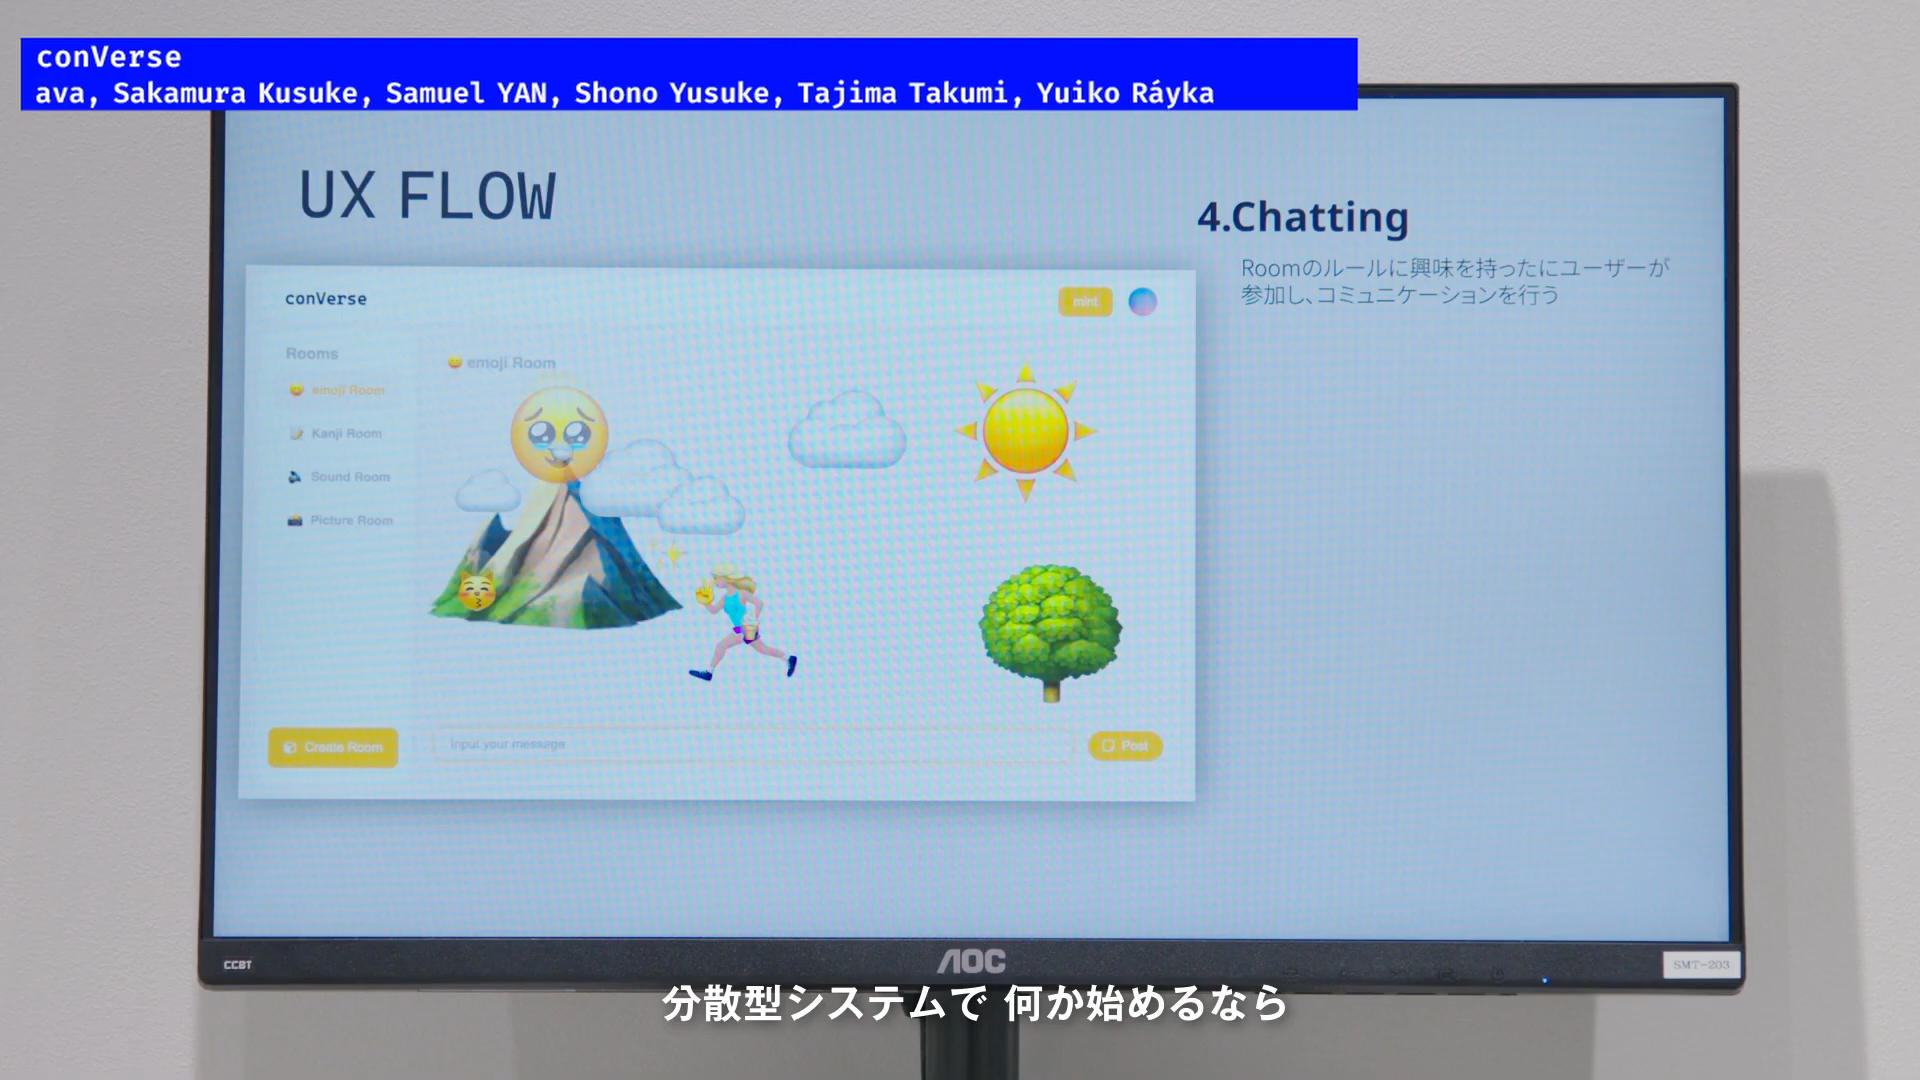 conVerse
ava, Sakamura Kusuke, Samuel YAN, Shono Yusuke, Tajima Takumi, Yuiko Ráyka
UX FLOW
4.Chatting
Roomのルールに興味を持ったにユーザーが
参加し、コミュニケーションを行う
conVerse
mint
Rooms
emoji Room
Kanji Room
Sound Room
Picture Room
emoji Room
Create Room
Input your message
Post
CCBT
AOC
SMT-203
分散型システムで 何か始めるなら